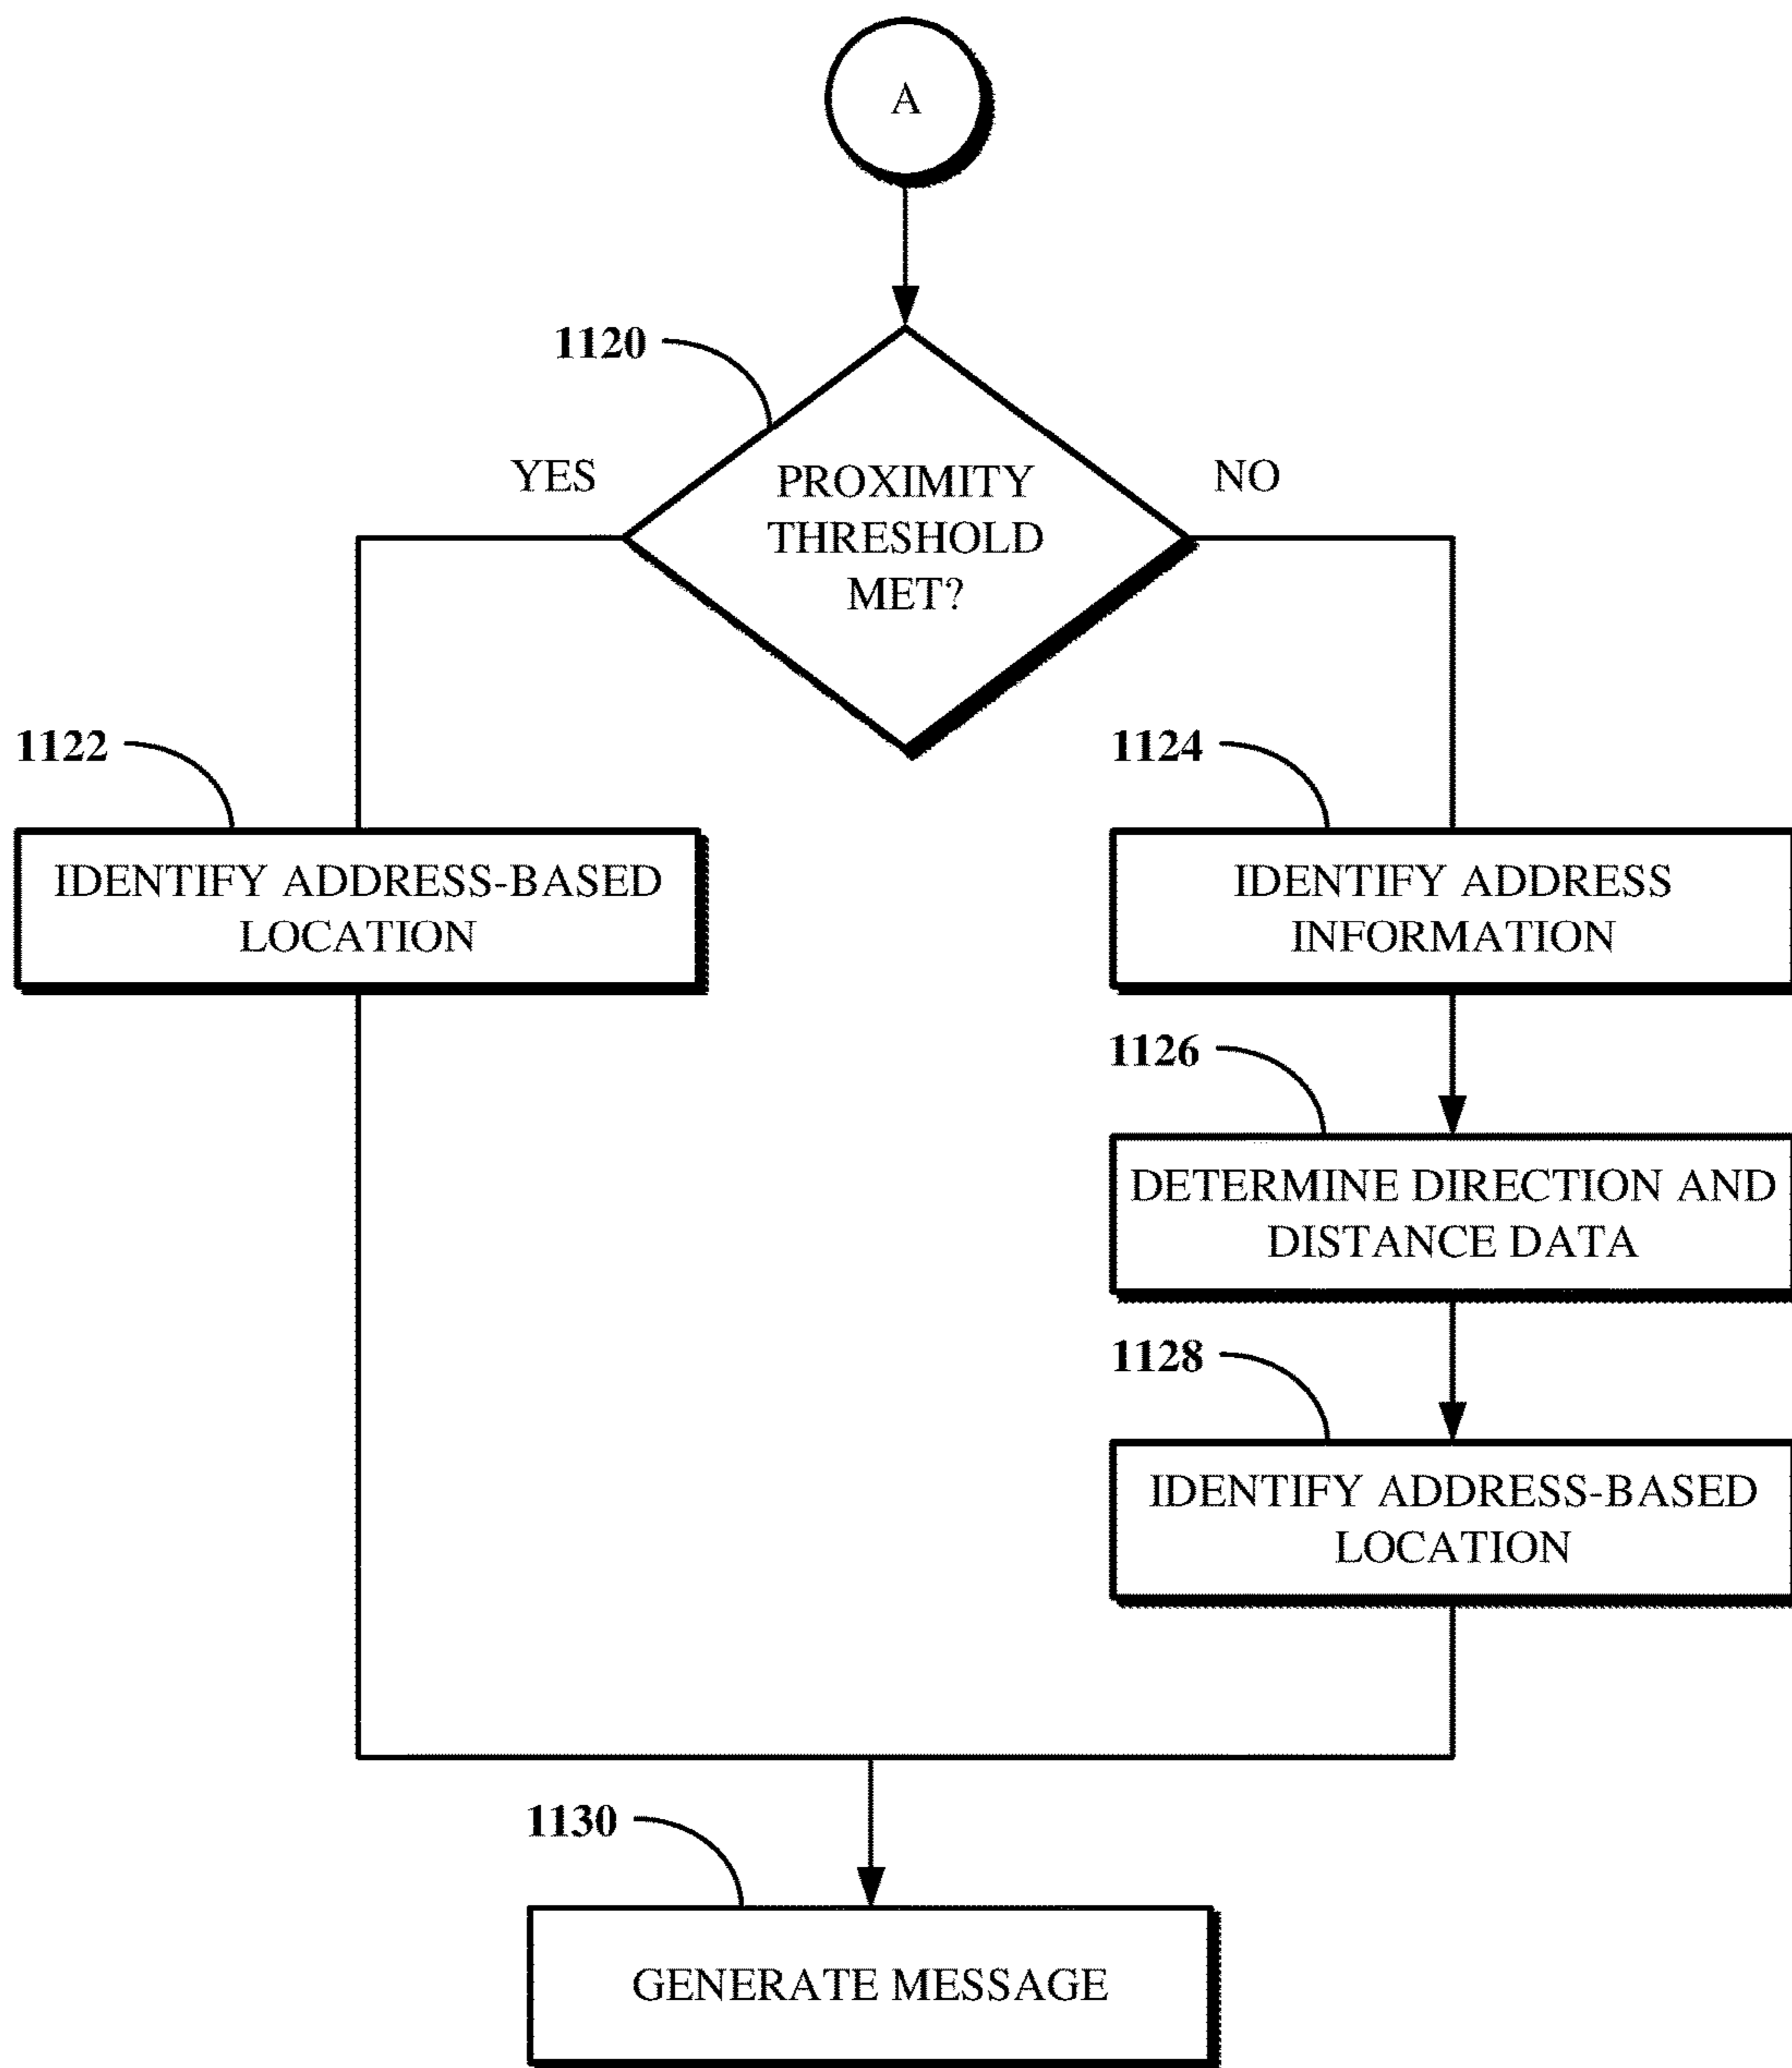 A
1120
YES
NO
PROXIMITY
THRESHOLD
MET?
1122
1124
IDENTIFY ADDRESS-BASED
LOCATION
IDENTIFY ADDRESS
INFORMATION
1126
DETERMINE DIRECTION AND
DISTANCE DATA
1128
IDENTIFY ADDRESS-BASED
LOCATION
1130
GENERATE MESSAGE